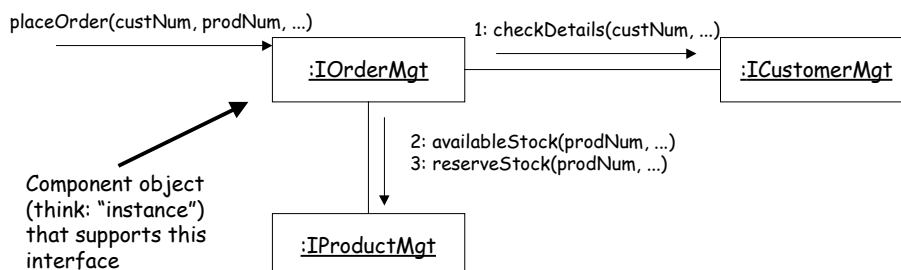 placeOrder(custNum, prodNum, ...)
1: checkDetails(custNum, ...)
:IOrderMgt
:ICustomerMgt
2: availableStock(prodNum, ...)
3: reserveStock(prodNum, ...)
Component object
(think: “instance”)
that supports this
interface
:IProductMgt